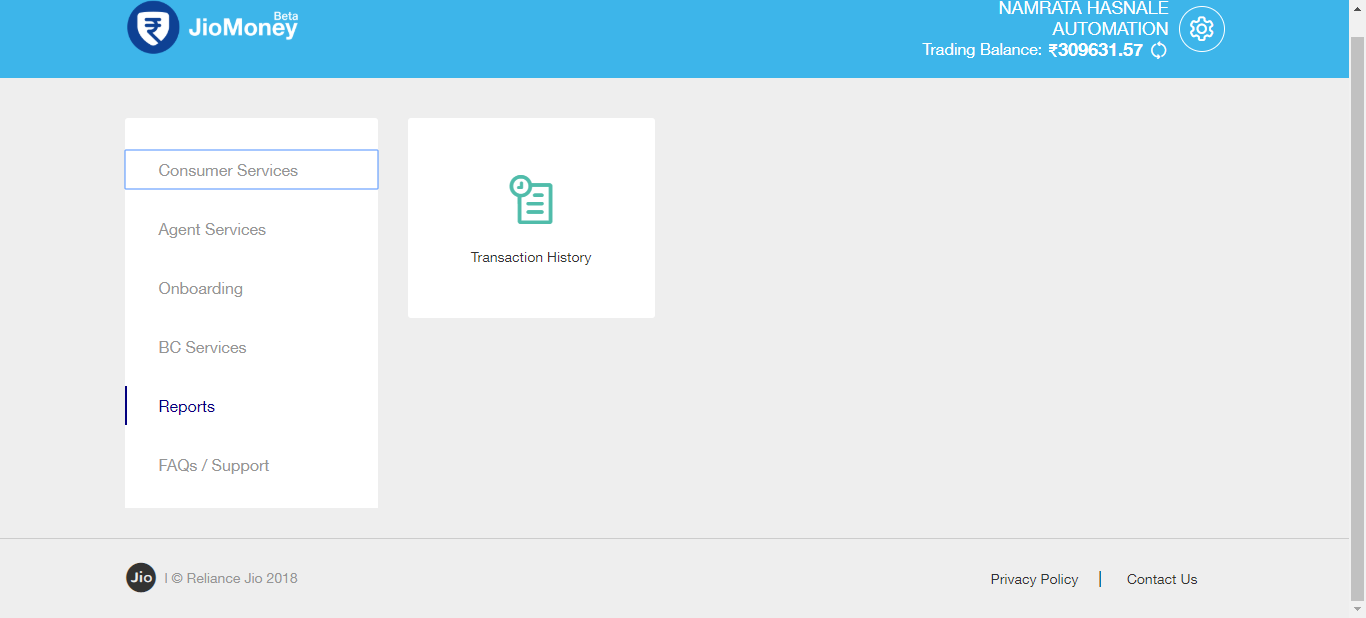 Beta
JioMoney
NAMRATA HASNALE
AUTOMATION
Trading Balance: ₹309631.57
Consumer Services
Agent Services
Onboarding
BC Services
Reports
FAQs / Support
Transaction History
Jio | © Reliance Jio 2018
Privacy Policy | Contact Us